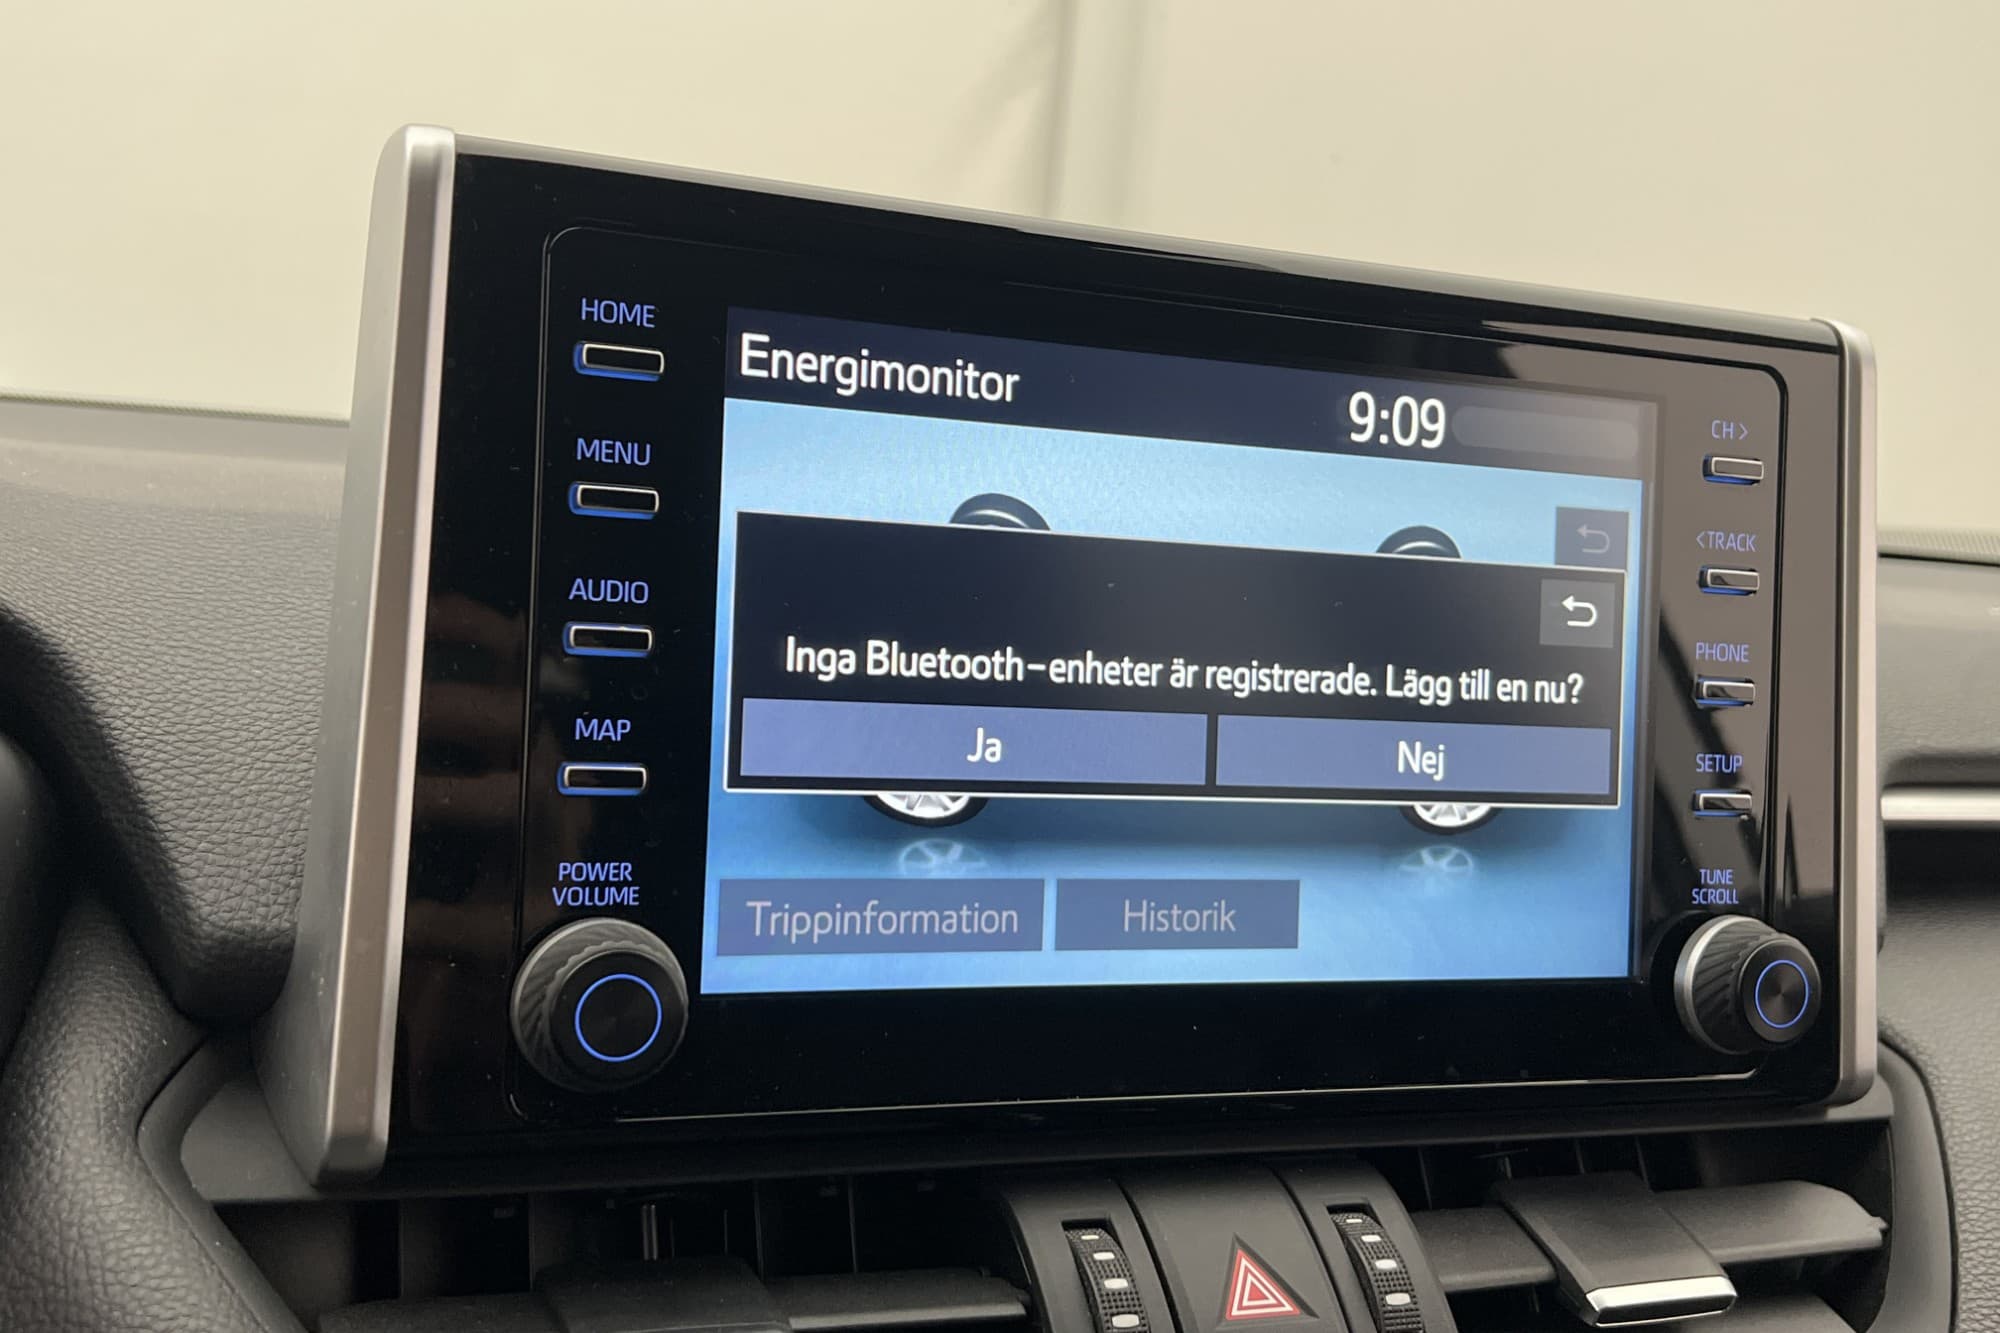 HOME
MENU
AUDIO
MAP
POWER
VOLUME
Energimonitor
9:09
Inga Bluetooth-enheter är registrerade. Lägg till en nu?
Ja
Nej
Trippinformation
Historik
CH >
< TRACK
PHONE
SETUP
TUNE
SCROLL